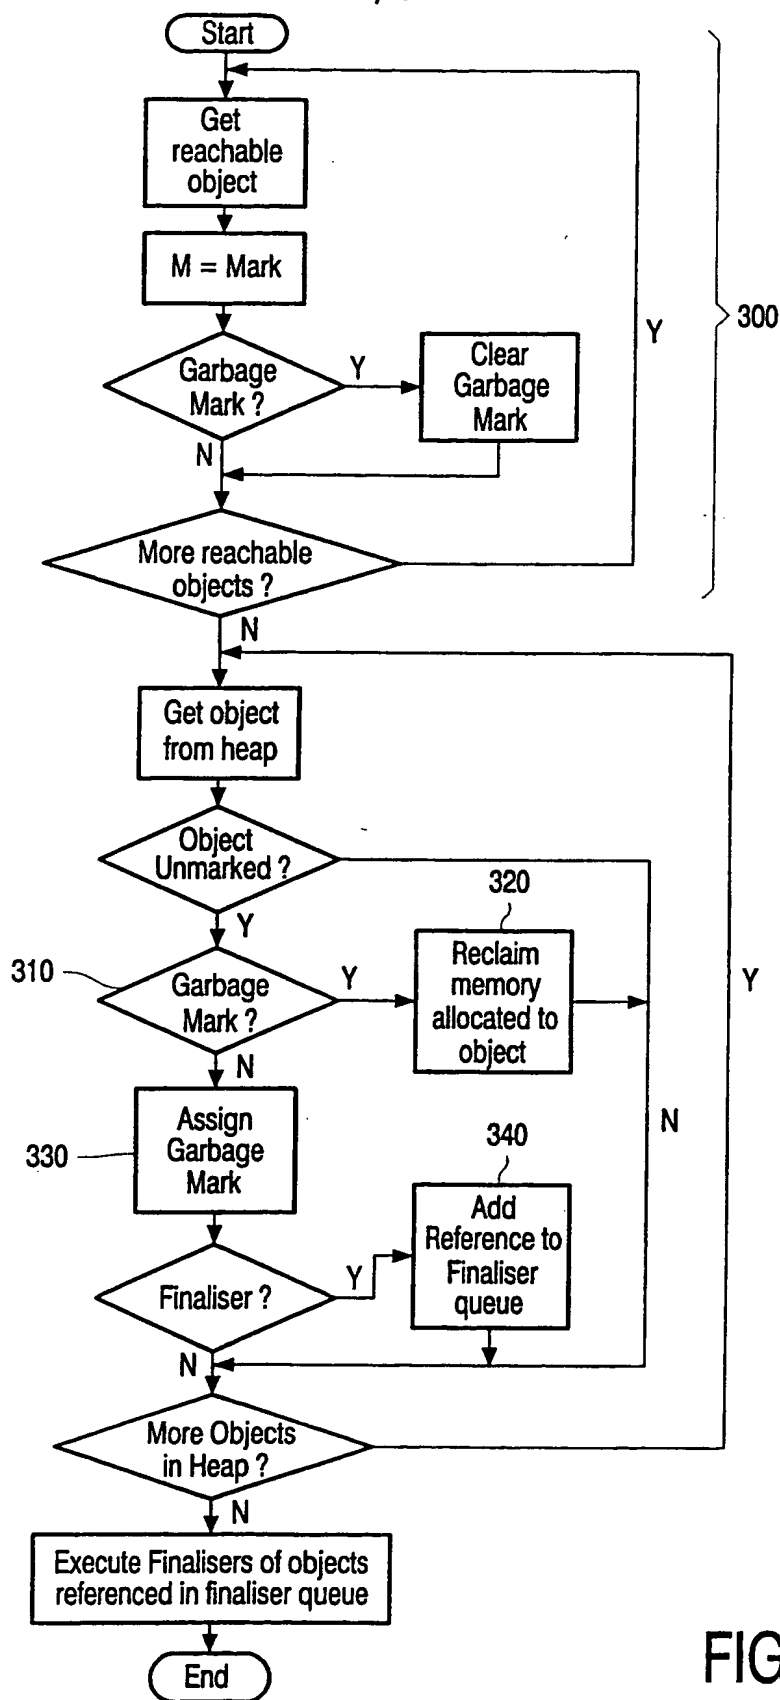 Start
Get
reachable
object
M = Mark
Garbage
Mark ?
Y
Clear
Garbage
Mark
Y
300
N
More reachable
objects ?
N
Get object
from heap
Object
Unmarked ?
320
Y
310
Garbage
Mark ?
Y
Reclaim
memory
allocated to
object
Y
N
Assign
Garbage
Mark
330
N
340
Add
Reference to
Finaliser
queue
Finaliser ?
Y
N
More Objects
in Heap ?
N
Execute Finalisers of objects
referenced in finaliser queue
End
FIG